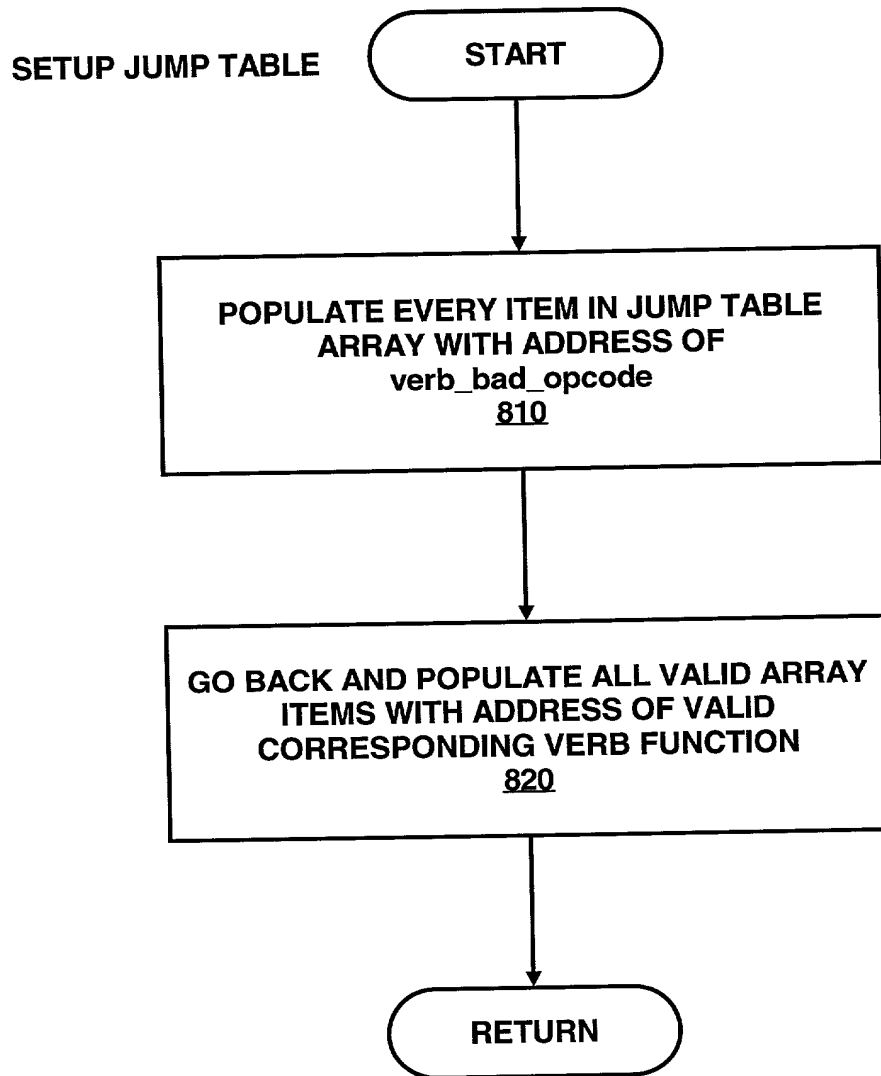 SETUP JUMP TABLE
START
POPULATE EVERY ITEM IN JUMP TABLE
ARRAY WITH ADDRESS OF
verb_bad_opcode
810
GO BACK AND POPULATE ALL VALID ARRAY
ITEMS WITH ADDRESS OF VALID
CORRESPONDING VERB FUNCTION
820
RETURN